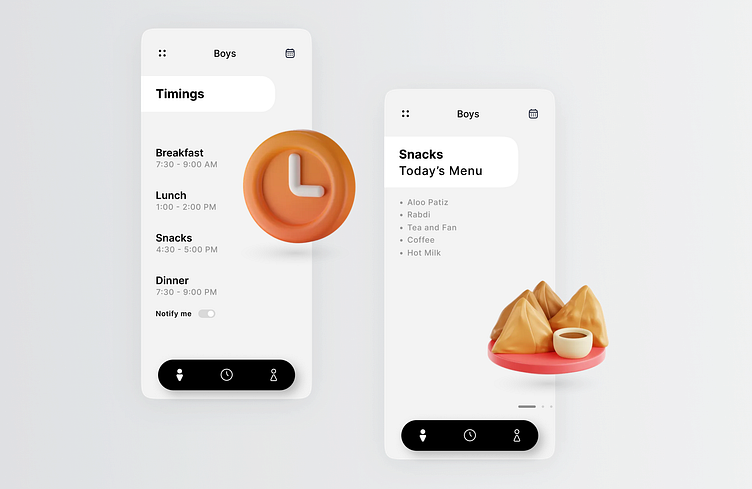 Boys
Timings
Breakfast
7:30 - 9:00 AM
Lunch
1:00 - 2:00 PM
Snacks
4:30 - 5:00 PM
Dinner
7:30 - 9:00 PM
Notify me
Boys
Snacks
Today's Menu
• Aloo Patiz
• Rabdi
• Tea and Fan
• Coffee
• Hot Milk